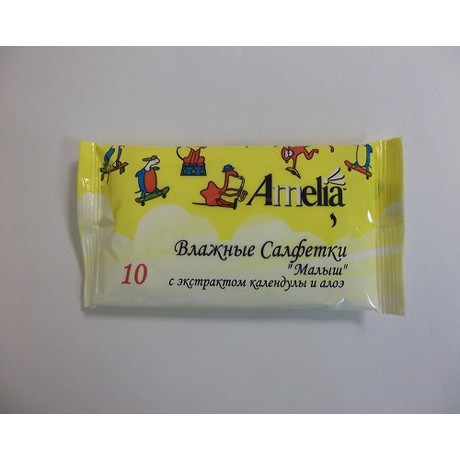 Amelia
Влажные Салфетки
"Малыш"
10
с экстрактом календулы и алоэ